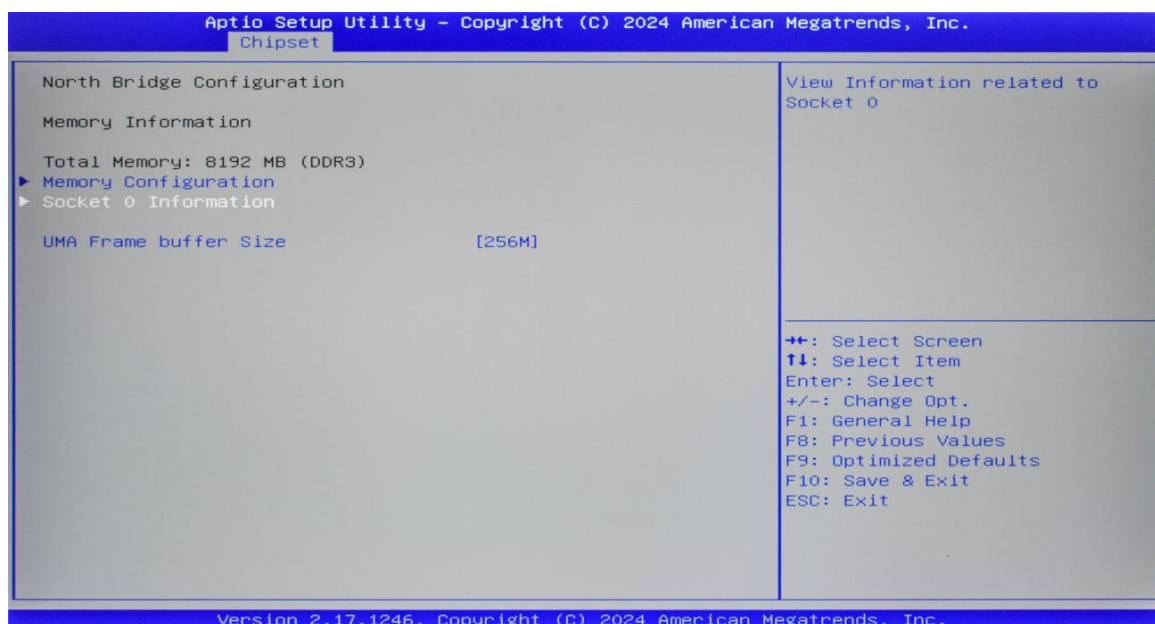 Aptio Setup Utility – Copyright (C) 2024 American Megatrends, Inc.
Chipset
North Bridge Configuration
Memory Information
Total Memory: 8192 MB (DDR3)
▶ Memory Configuration
▶ Socket 0 Information
UMA Frame buffer Size [256M]
View Information related to
Socket 0
→←: Select Screen
↑↓: Select Item
Enter: Select
+/-: Change Opt.
F1: General Help
F8: Previous Values
F9: Optimized Defaults
F10: Save & Exit
ESC: Exit
Version 2.17.1246. Copyright (C) 2024 American Megatrends, Inc.